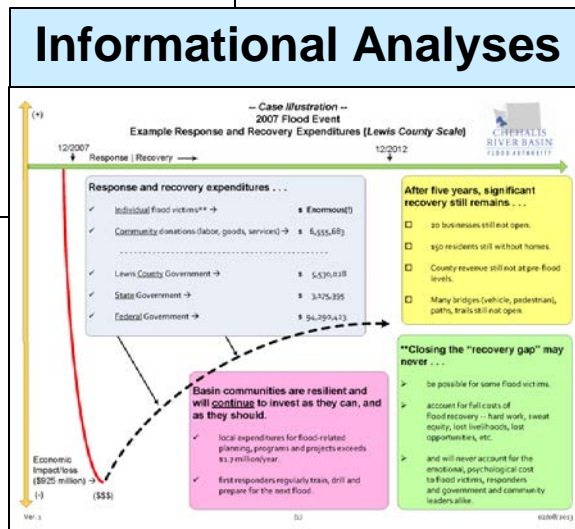 Informational Analyses
-- Case Illustration --
2007 Flood Event
Example Response and Recovery Expenditures (Lewis County Scale)
CHEHALIS
RIVER BASIN
FLOOD AUTHORITY
(+)
12/2007
12/2012
Response | Recovery
Response and recovery expenditures . . .
Individual flood victims** → $ Enormous(!)
Community donations (labor, goods, services) → $ 6,555,683
Lewis County Government → $ 5,530,028
State Government → $ 3,175,395
Federal Government → $ 94,290,423
After five years, significant
recovery still remains . . .
20 businesses still not open.
150 residents still without homes.
County revenue still not at pre-flood
levels.
Many bridges (vehicle, pedestrian),
paths, trails still not open.
**Closing the “recovery gap” may
never . . .
be possible for some flood victims.
account for full costs of
flood recovery -- hard work, sweat
equity, lost livelihoods, lost
opportunities, etc.
and will never account for the
emotional, psychological cost
to flood victims, responders
and government and community
leaders alike.
Basin communities are resilient and
will continue to invest as they can, and
as they should.
local expenditures for flood-related
planning, programs and projects exceeds
$1.7 million/year.
first responders regularly train, drill and
prepare for the next flood.
Economic
Impact/loss
($925 million) →
(-)
($$$)
Ver. 1
(1)
02/08/2013